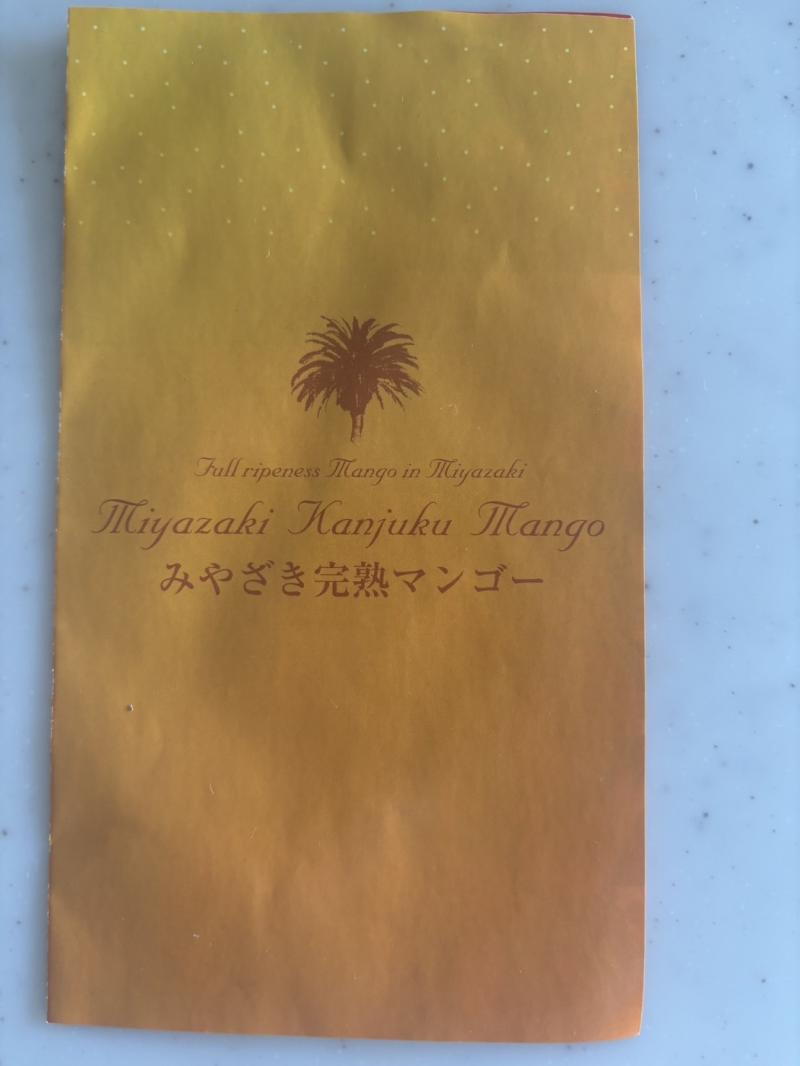 Full ripeness Mango in Miyazaki
Miyazaki Kanjuku Mango
みやざき完熟マンゴー